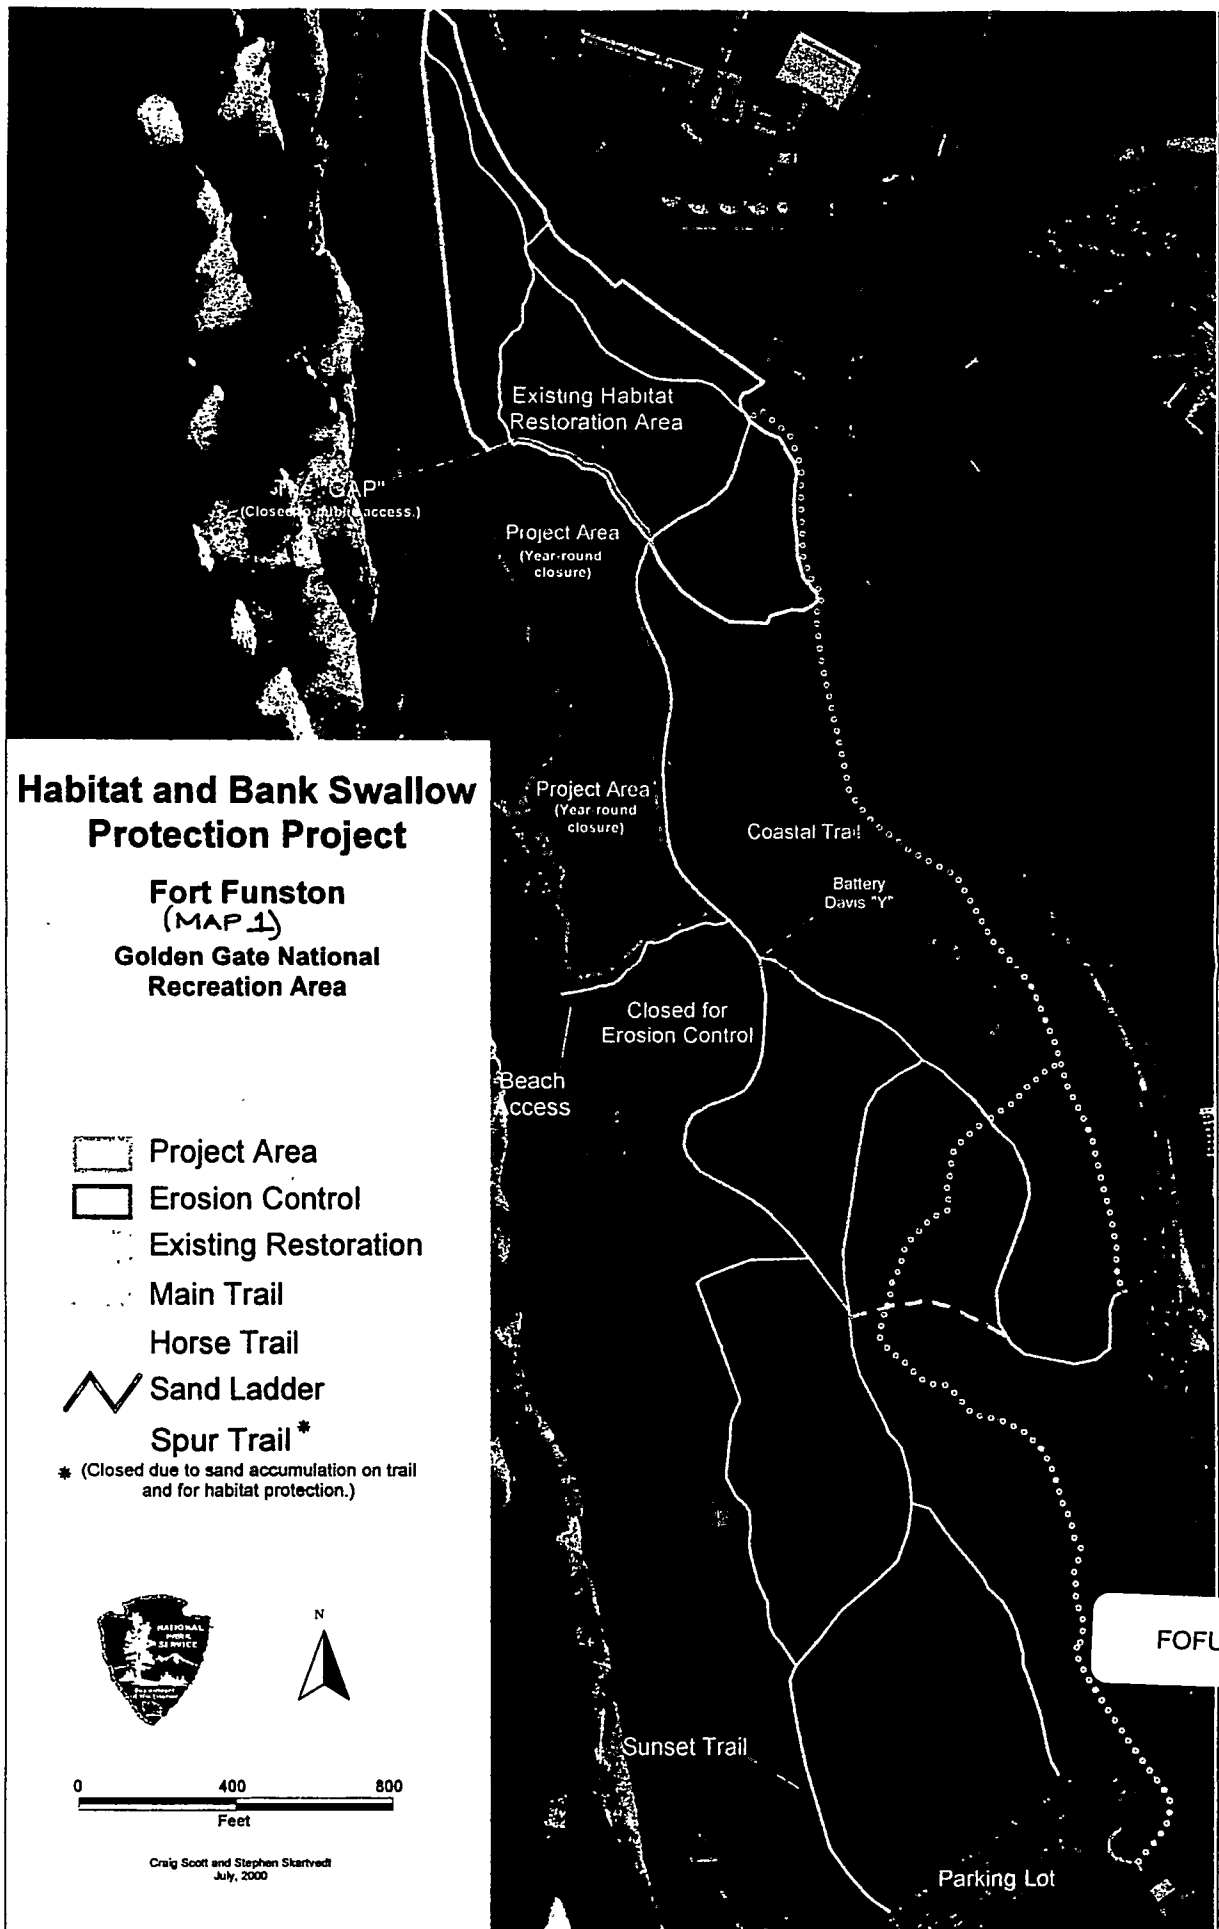 Existing Habitat
Restoration Area
"GAP"
(Closed to public access.)
Project Area
(Year-round
closure)
Project Area
(Year-round
closure)
Coastal Trail
Battery
Davis "Y"
Closed for
Erosion Control
Beach
Access
Sunset Trail
Parking Lot
FOFU
Habitat and Bank Swallow
Protection Project
Fort Funston
(MAP 1)
Golden Gate National
Recreation Area
Project Area
Erosion Control
Existing Restoration
Main Trail
Horse Trail
Sand Ladder
Spur Trail *
* (Closed due to sand accumulation on trail
and for habitat protection.)
NATIONAL
PARK
SERVICE
N
0 400 800
Feet
Craig Scott and Stephen Skartvedt
July, 2000